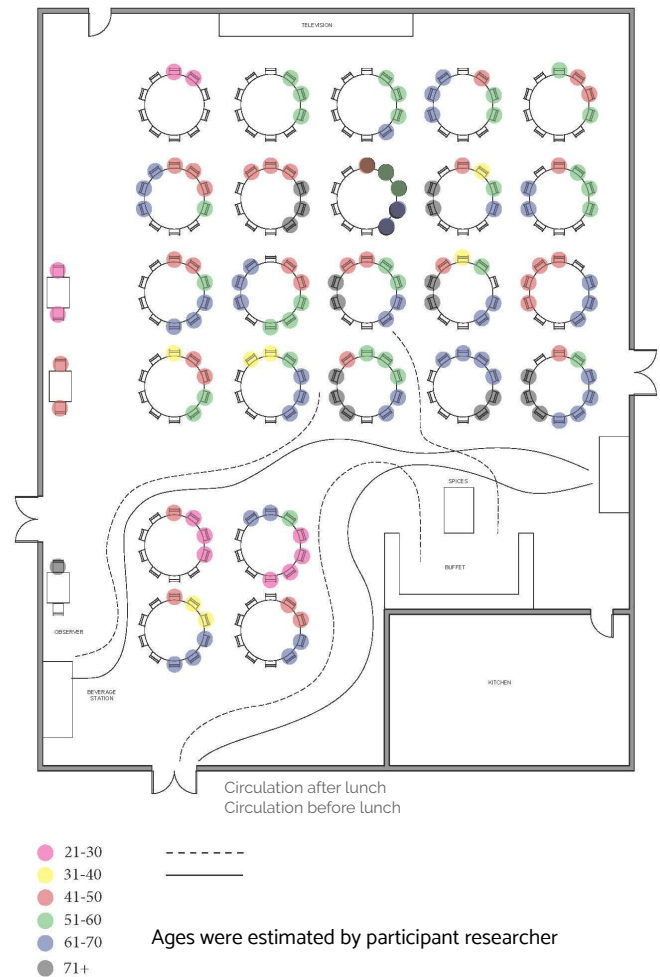 TELEVISION
SPICES
BUFFET
OBSERVER
KITCHEN
BEVERAGE
STATION
Circulation after lunch
Circulation before lunch
21-30
31-40
41-50
51-60
61-70
71+
Ages were estimated by participant researcher